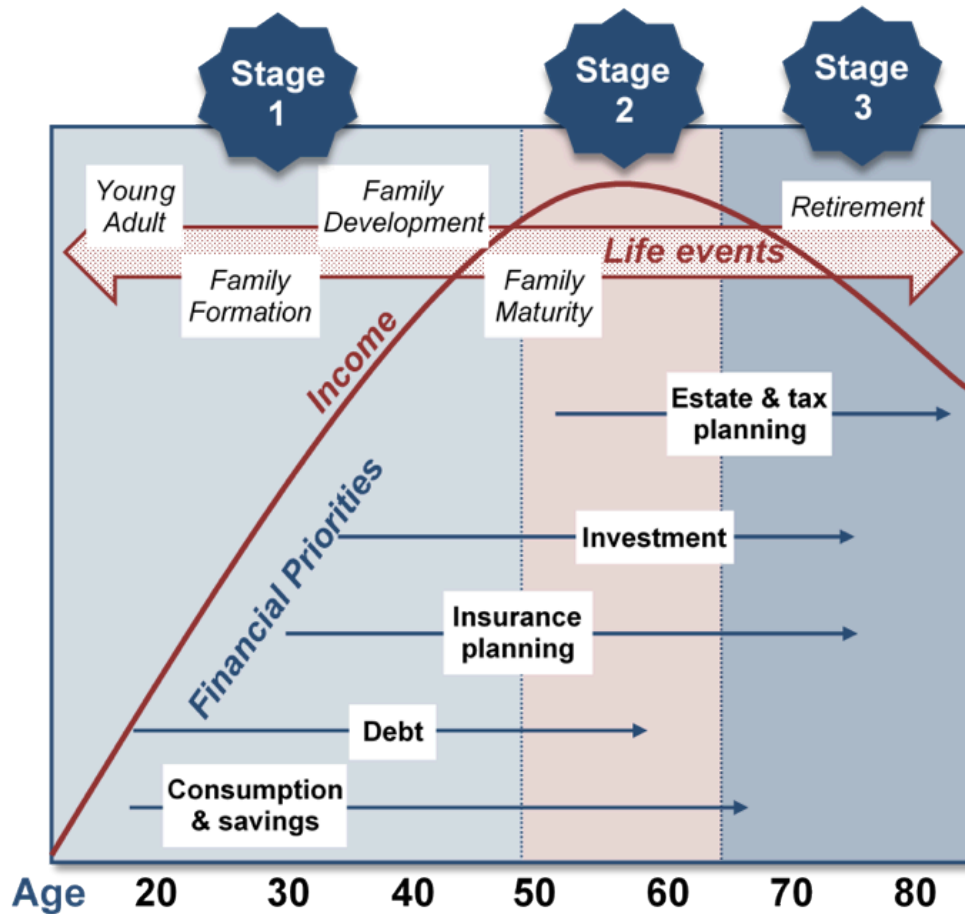 Stage
1
Stage
2
Stage
3
Young
Adult
Family
Development
Retirement
Life events
Family
Formation
Family
Maturity
Income
Estate & tax
planning
Financial Priorities
Investment
Insurance
planning
Debt
Consumption
& savings
Age 20 30 40 50 60 70 80